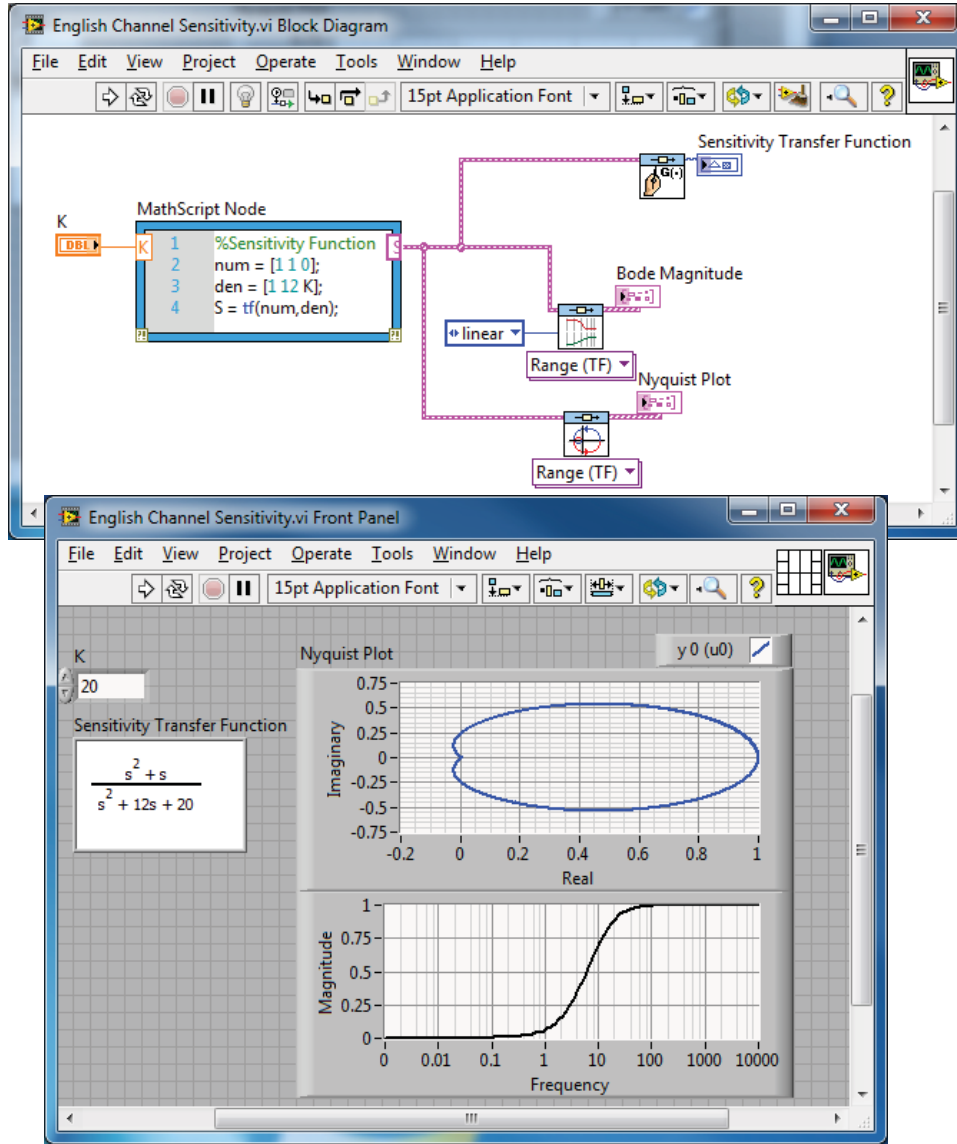 English Channel Sensitivity.vi Block Diagram
File Edit View Project Operate Tools Window Help
15pt Application Font
Sensitivity Transfer Function
G(·)
K
DBL
MathScript Node
K
S
1 %Sensitivity Function
2 num = [1 1 0];
3 den = [1 12 K];
4 S = tf(num,den);
Bode Magnitude
linear
Range (TF)
Nyquist Plot
Range (TF)
English Channel Sensitivity.vi Front Panel
File Edit View Project Operate Tools Window Help
15pt Application Font
K
20
Sensitivity Transfer Function
s² + s
s² + 12s + 20
Nyquist Plot
y 0 (u0)
0.75
0.5
0.25
0
-0.25
-0.5
-0.75
Imaginary
-0.2 0 0.2 0.4 0.6 0.8 1
Real
1
0.75
0.5
0.25
0
Magnitude
0 0.01 0.1 1 10 100 1000 10000
Frequency